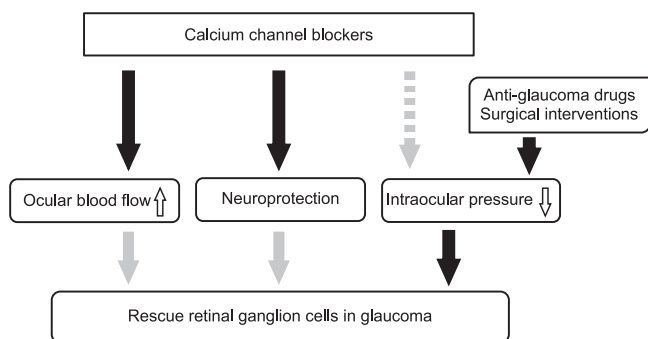 Calcium channel blockers
Anti-glaucoma drugs
Surgical interventions
Ocular blood flow
Neuroprotection
Intraocular pressure
Rescue retinal ganglion cells in glaucoma